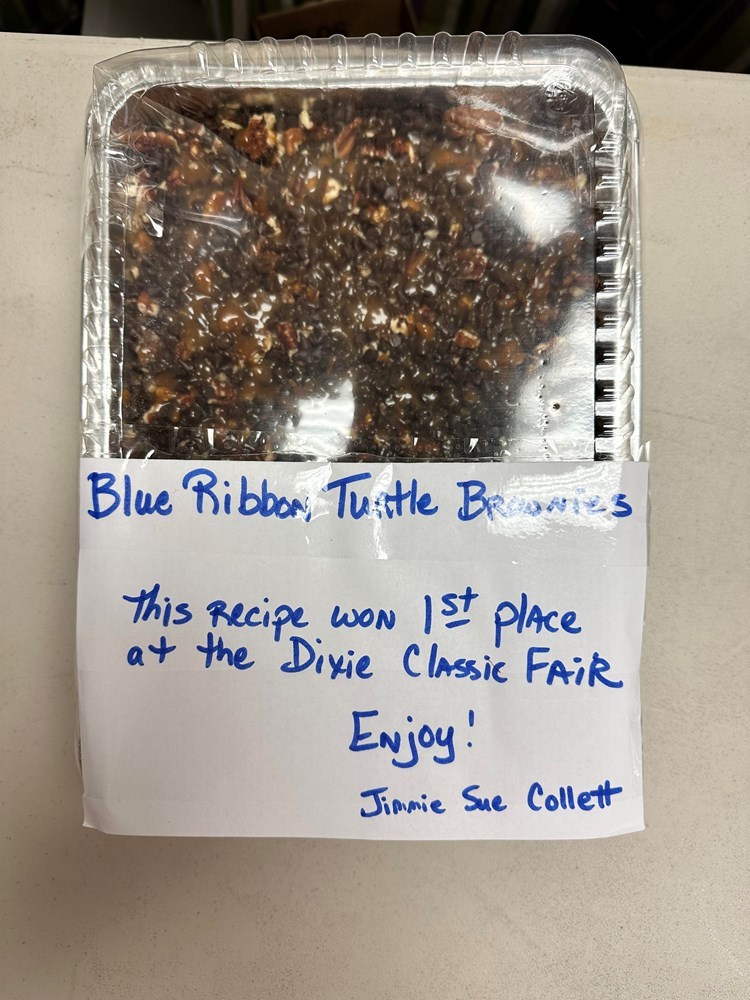 Blue Ribbon Turtle Brownies
This Recipe won 1st place
at the Dixie Classic Fair
Enjoy!
Jimmie Sue Collett